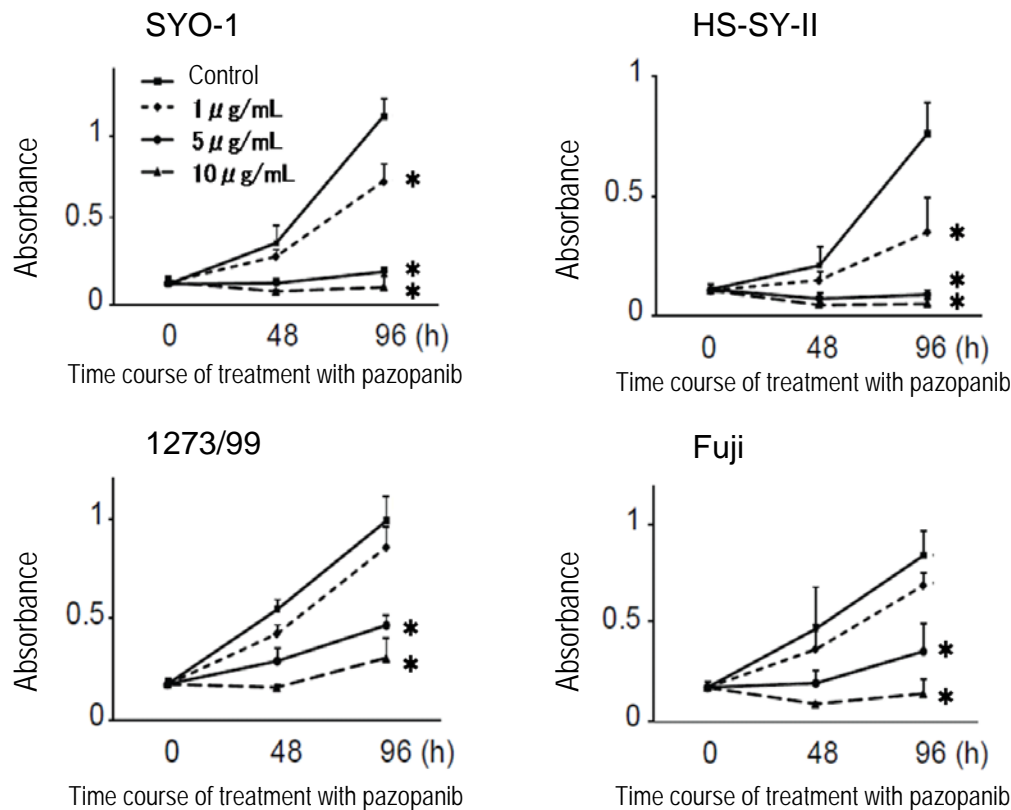 SYO-1
Absorbance
1
0.5
0
Control
1 μg/mL
5 μg/mL
10 μg/mL
*
*
*
0 48 96 (h)
Time course of treatment with pazopanib
HS-SY-II
Absorbance
1
0.5
0
*
*
*
0 48 96 (h)
Time course of treatment with pazopanib
1273/99
Absorbance
1
0.5
0
*
*
0 48 96 (h)
Time course of treatment with pazopanib
Fuji
Absorbance
1
0.5
0
*
*
0 48 96 (h)
Time course of treatment with pazopanib